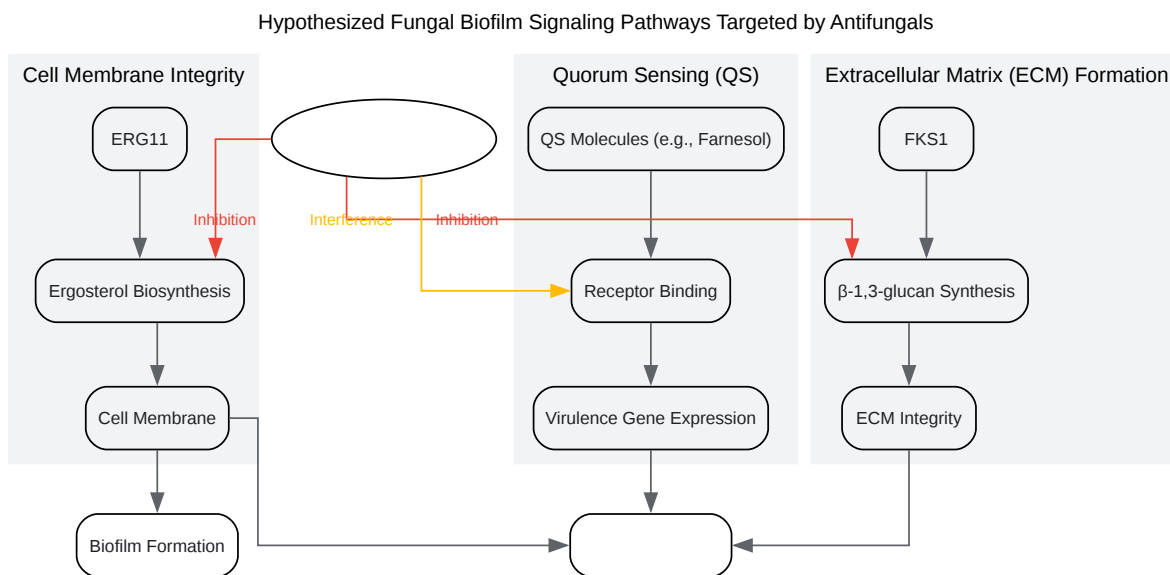 Hypothesized Fungal Biofilm Signaling Pathways Targeted by Antifungals
Cell Membrane Integrity
Quorum Sensing (QS)
Extracellular Matrix (ECM) Formation
ERG11
QS Molecules (e.g., Farnesol)
FKS1
Inhibition
Interference
Inhibition
Ergosterol Biosynthesis
Receptor Binding
β-1,3-glucan Synthesis
Cell Membrane
Virulence Gene Expression
ECM Integrity
Biofilm Formation